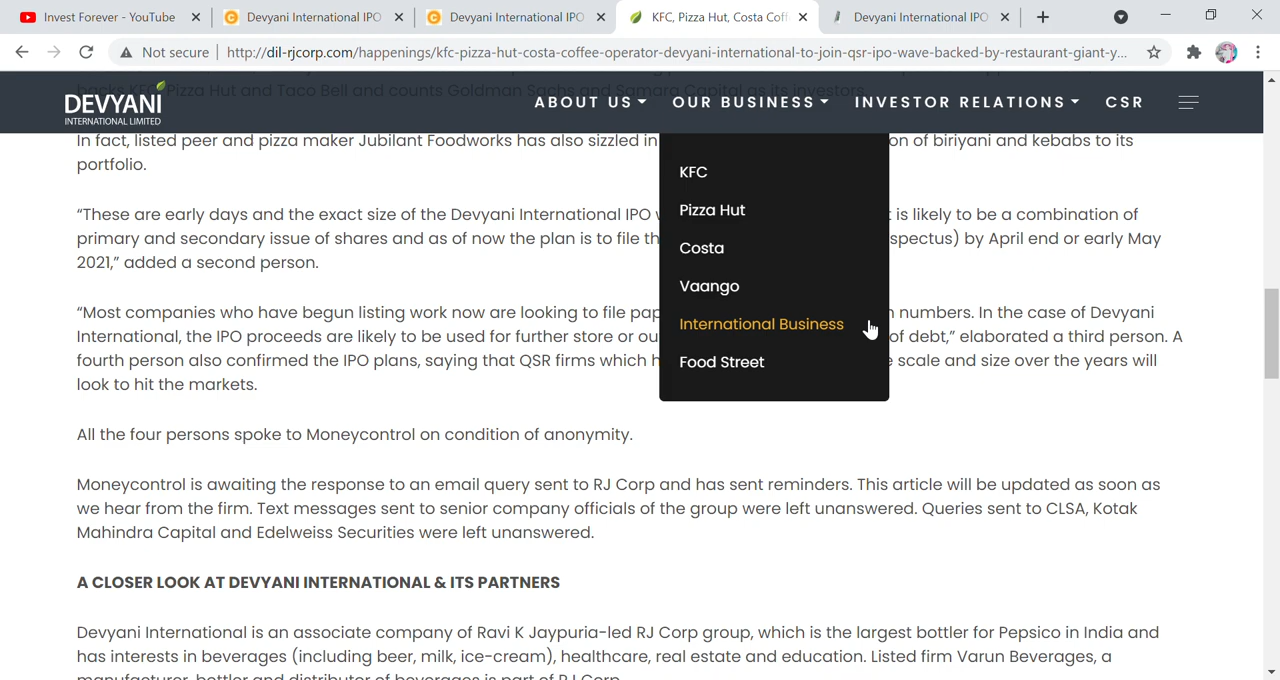 Invest Forever - YouTube
Devyani International IPO
Devyani International IPO
KFC, Pizza Hut, Costa Coff
Devyani International IPO
Not secure
http://dil-rjcorp.com/happenings/kfc-pizza-hut-costa-coffee-operator-devyani-international-to-join-qsr-ipo-wave-backed-by-restaurant-giant-y...
backs KFC, Pizza Hut and Taco Bell and counts Goldman Sachs and Samara Capital as its investors.
DEVYANI
INTERNATIONAL LIMITED
ABOUT US
OUR BUSINESS
INVESTOR RELATIONS
CSR
KFC
Pizza Hut
Costa
Vaango
International Business
Food Street
In fact, listed peer and pizza maker Jubilant Foodworks has also sizzled in on of biriyani and kebabs to its
portfolio.
“These are early days and the exact size of the Devyani International IPO is likely to be a combination of
primary and secondary issue of shares and as of now the plan is to file th spectus) by April end or early May
2021,” added a second person.
“Most companies who have begun listing work now are looking to file pap numbers. In the case of Devyani
International, the IPO proceeds are likely to be used for further store or ou of debt,” elaborated a third person. A
fourth person also confirmed the IPO plans, saying that QSR firms which h scale and size over the years will
look to hit the markets.
All the four persons spoke to Moneycontrol on condition of anonymity.
Moneycontrol is awaiting the response to an email query sent to RJ Corp and has sent reminders. This article will be updated as soon as
we hear from the firm. Text messages sent to senior company officials of the group were left unanswered. Queries sent to CLSA, Kotak
Mahindra Capital and Edelweiss Securities were left unanswered.
A CLOSER LOOK AT DEVYANI INTERNATIONAL & ITS PARTNERS
Devyani International is an associate company of Ravi K Jaypuria-led RJ Corp group, which is the largest bottler for Pepsico in India and
has interests in beverages (including beer, milk, ice-cream), healthcare, real estate and education. Listed firm Varun Beverages, a
manufacturer, bottler and distributor of beverages is part of RJ Corp.